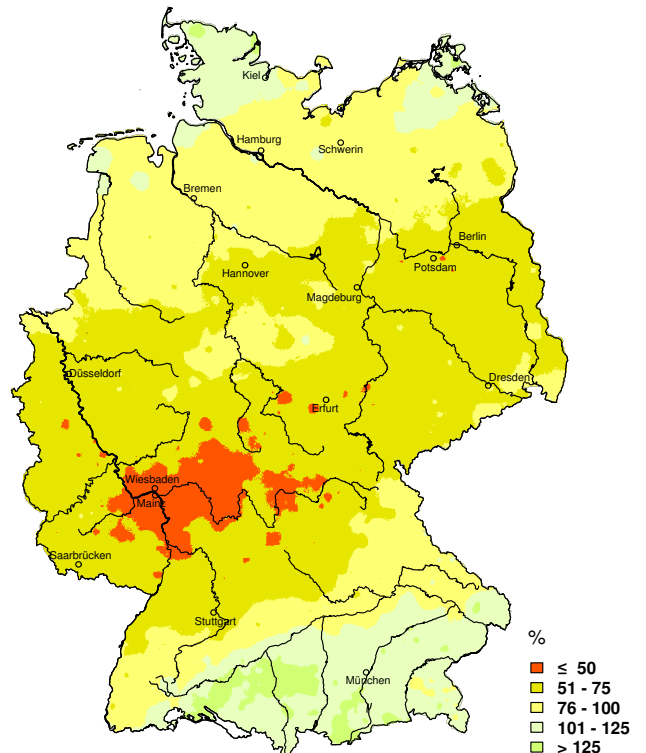 Kiel
Hamburg
Schwerin
Bremen
Berlin
Hannover
Potsdam
Magdeburg
Düsseldorf
Dresden
Erfurt
Wiesbaden
Mainz
Saarbrücken
Stuttgart
München
%
≤ 50
51 - 75
76 - 100
101 - 125
> 125